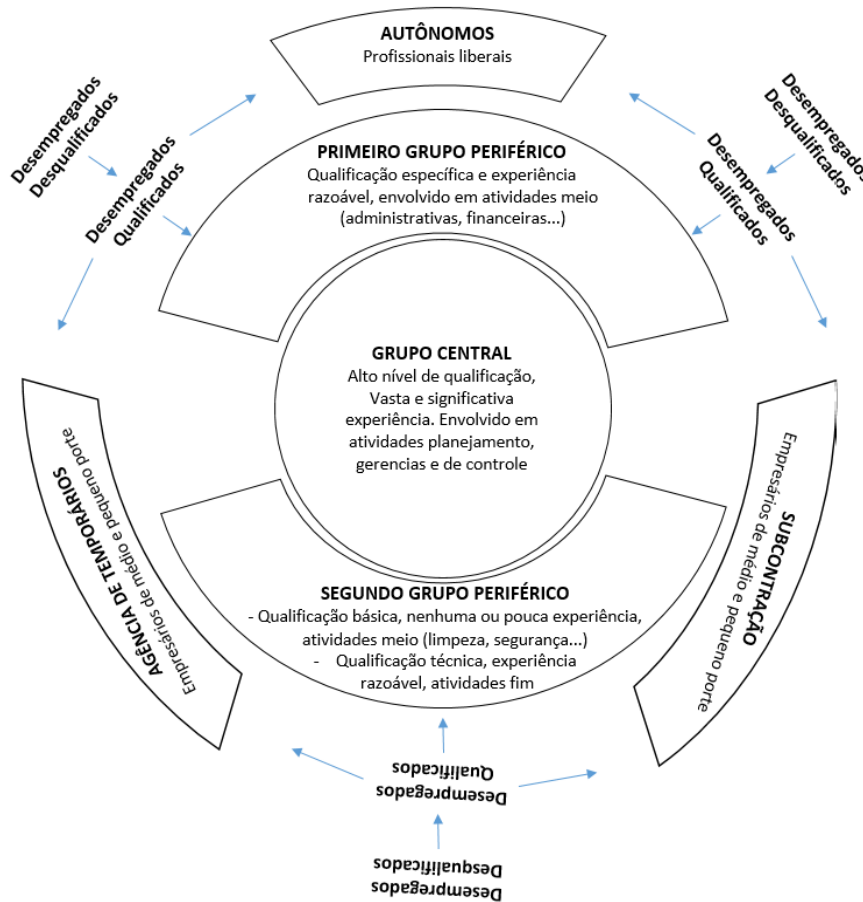 AUTÔNOMOS
Profissionais liberais
Desempregados
Desqualificados
Desempregados
Qualificados
Desempregados
Desqualificados
Desempregados
Qualificados
PRIMEIRO GRUPO PERIFÉRICO
Qualificação específica e experiência
razoável, envolvido em atividades meio
(administrativas, financeiras...)
GRUPO CENTRAL
Alto nível de qualificação,
Vasta e significativa
experiência. Envolvido em
atividades planejamento,
gerencias e de controle
AGÊNCIA DE TEMPORÁRIOS
Empresários de médio e pequeno porte
SUBCONTRAÇÃO
Empresários de médio e pequeno porte
SEGUNDO GRUPO PERIFÉRICO
- Qualificação básica, nenhuma ou pouca experiência,
atividades meio (limpeza, segurança...)
- Qualificação técnica, experiência
razoável, atividades fim
Desempregados
Qualificados
Desempregados
Desqualificados